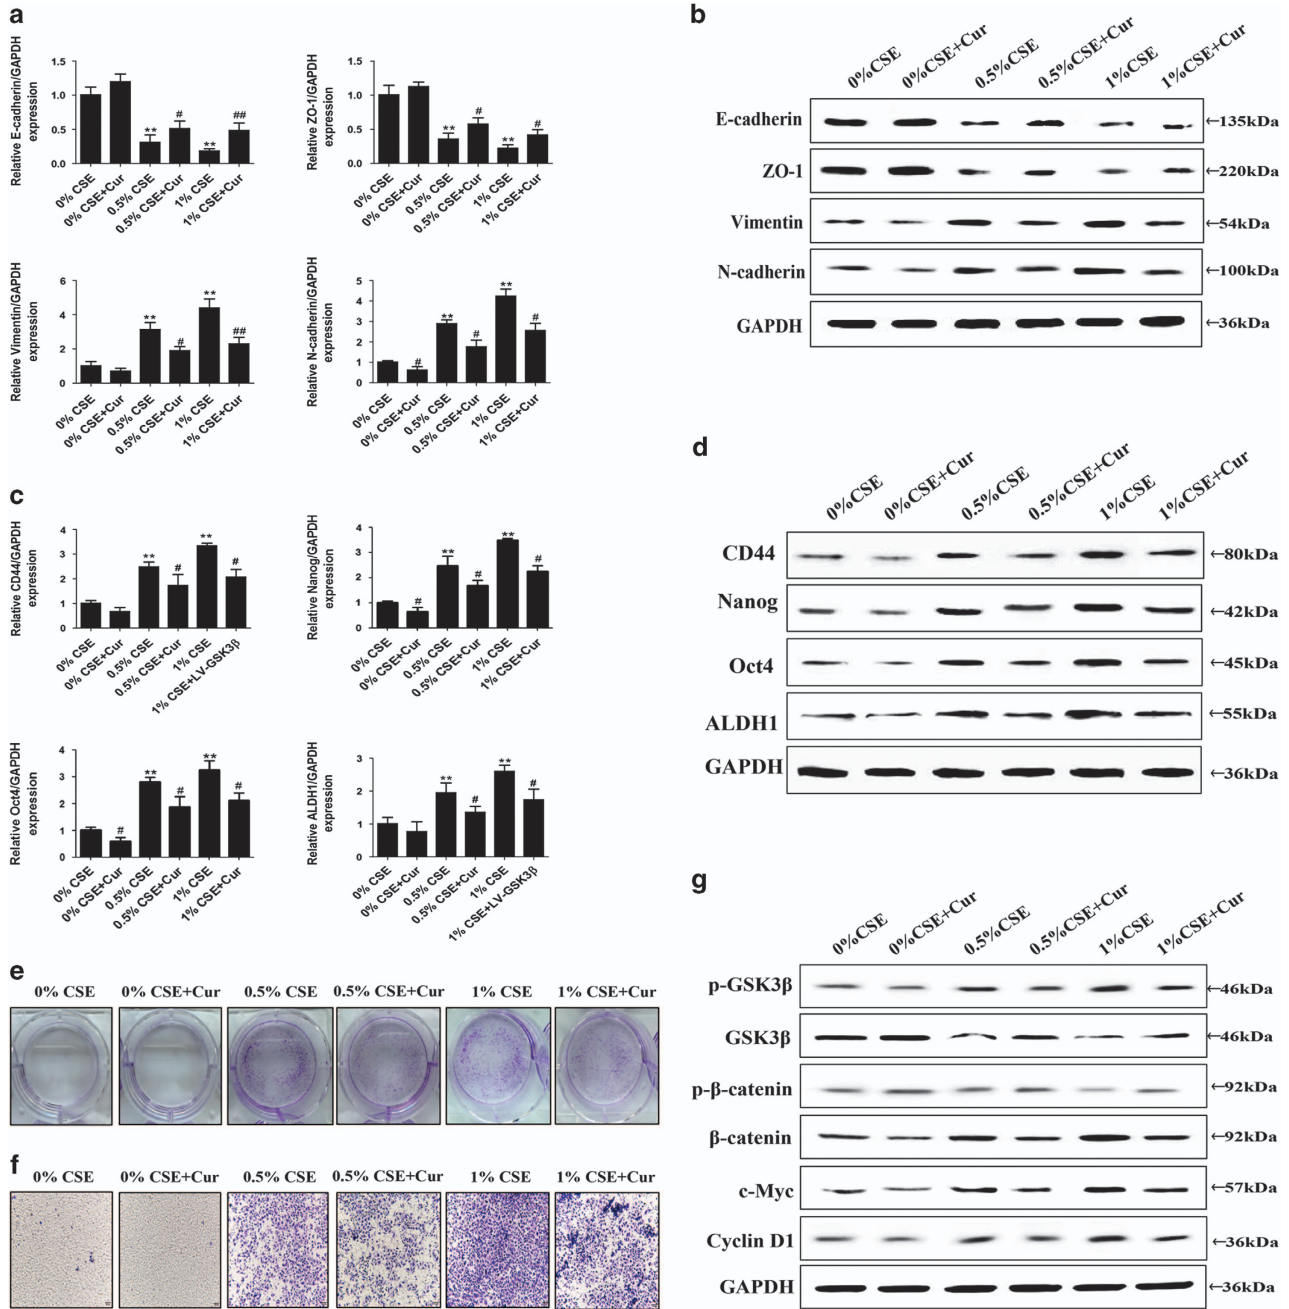 a
Relative E-cadherin/GAPDH
expression
1.5
1.0
0.5
0.0
**
#
**
##
0% CSE
0% CSE+Cur
0.5% CSE
0.5% CSE+Cur
1% CSE
1% CSE+Cur
Relative ZO-1/GAPDH
expression
1.5
1.0
0.5
0.0
**
#
**
#
0% CSE
0% CSE+Cur
0.5% CSE
0.5% CSE+Cur
1% CSE
1% CSE+Cur
Relative Vimentin/GAPDH
expression
6
4
2
0
**
#
**
##
0% CSE
0% CSE+Cur
0.5% CSE
0.5% CSE+Cur
1% CSE
1% CSE+Cur
Relative N-cadherin/GAPDH
expression
5
4
3
2
1
0
#
**
#
**
#
0% CSE
0% CSE+Cur
0.5% CSE
0.5% CSE+Cur
1% CSE
1% CSE+Cur
b
0%CSE
0%CSE+Cur
0.5%CSE
0.5%CSE+Cur
1%CSE
1%CSE+Cur
E-cadherin ←135kDa
ZO-1 ←220kDa
Vimentin ←54kDa
N-cadherin ←100kDa
GAPDH ←36kDa
c
Relative CD44/GAPDH
expression
4
3
2
1
0
**
#
**
#
0% CSE
0% CSE+Cur
0.5% CSE
0.5% CSE+Cur
1% CSE
1% CSE+LV-GSK3β
Relative Nanog/GAPDH
expression
4
3
2
1
0
#
**
#
**
#
0% CSE
0% CSE+Cur
0.5% CSE
0.5% CSE+Cur
1% CSE
1% CSE+Cur
Relative Oct4/GAPDH
expression
4
3
2
1
0
#
**
#
**
#
0% CSE
0% CSE+Cur
0.5% CSE
0.5% CSE+Cur
1% CSE
1% CSE+Cur
Relative ALDH1/GAPDH
expression
3
2
1
0
**
#
**
#
0% CSE
0% CSE+Cur
0.5% CSE
0.5% CSE+Cur
1% CSE
1% CSE+LV-GSK3β
d
0%CSE
0%CSE+Cur
0.5%CSE
0.5%CSE+Cur
1%CSE
1%CSE+Cur
CD44 ←80kDa
Nanog ←42kDa
Oct4 ←45kDa
ALDH1 ←55kDa
GAPDH ←36kDa
e
0% CSE 0% CSE+Cur 0.5% CSE 0.5% CSE+Cur 1% CSE 1% CSE+Cur
f
0% CSE 0% CSE+Cur 0.5% CSE 0.5% CSE+Cur 1% CSE 1% CSE+Cur
g
0%CSE
0%CSE+Cur
0.5%CSE
0.5%CSE+Cur
1%CSE
1%CSE+Cur
p-GSK3β ←46kDa
GSK3β ←46kDa
p-β-catenin ←92kDa
β-catenin ←92kDa
c-Myc ←57kDa
Cyclin D1 ←36kDa
GAPDH ←36kDa